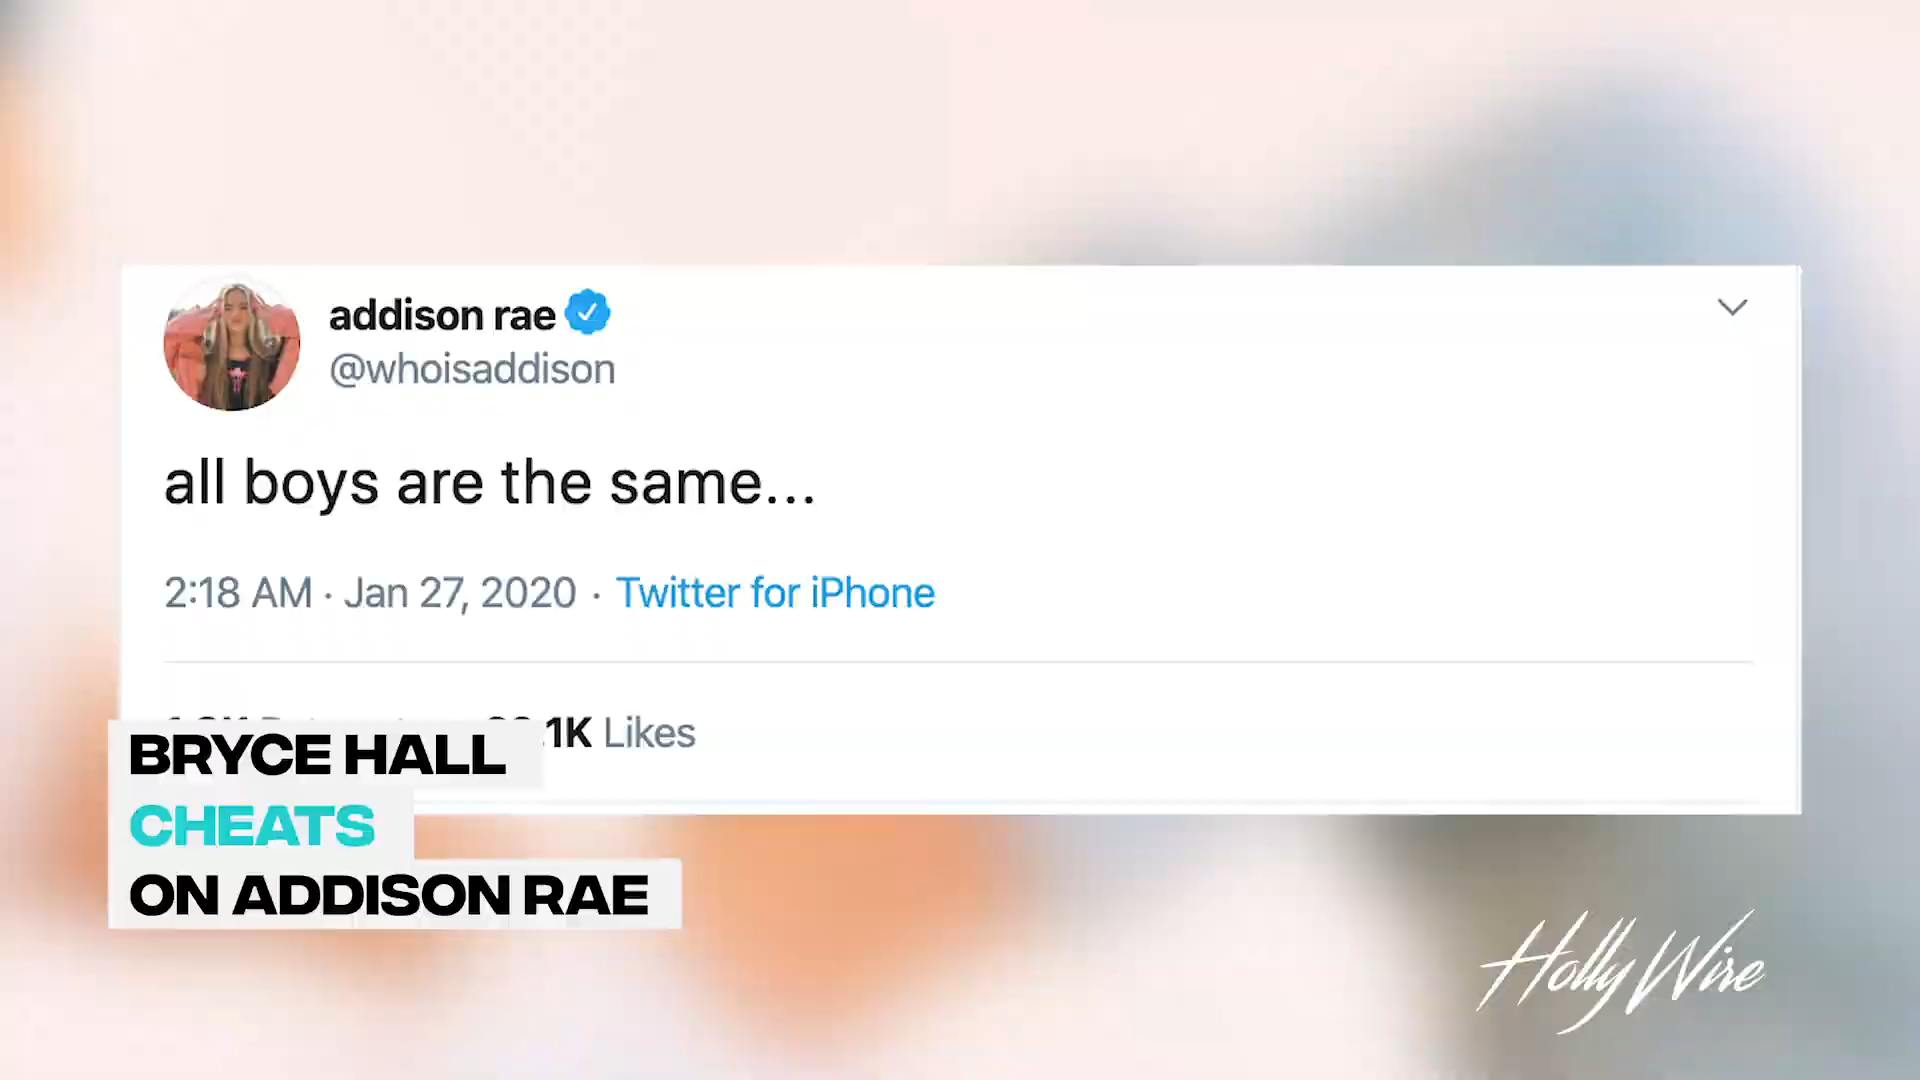 addison rae
@whoisaddison
all boys are the same...
2:18 AM · Jan 27, 2020 · Twitter for iPhone
.1K Likes
BRYCE HALL
CHEATS
ON ADDISON RAE
Holly Wire